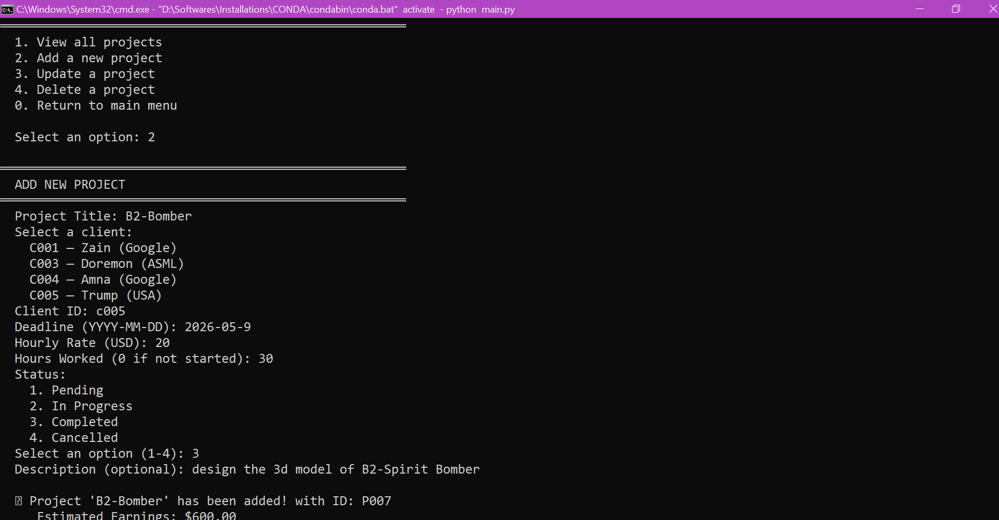 C:\Windows\System32\cmd.exe - "D:\Softwares\Installations\CONDA\condabin\conda.bat"  activate  - python  main.py
1. View all projects
2. Add a new project
3. Update a project
4. Delete a project
0. Return to main menu
Select an option: 2
ADD NEW PROJECT
Project Title: B2-Bomber
Select a client:
C001 — Zain (Google)
C003 — Doremon (ASML)
C004 — Amna (Google)
C005 — Trump (USA)
Client ID: c005
Deadline (YYYY-MM-DD): 2026-05-9
Hourly Rate (USD): 20
Hours Worked (0 if not started): 30
Status:
1. Pending
2. In Progress
3. Completed
4. Cancelled
Select an option (1-4): 3
Description (optional): design the 3d model of B2-Spirit Bomber
Project 'B2-Bomber' has been added! with ID: P007
Estimated Earnings: $600.00